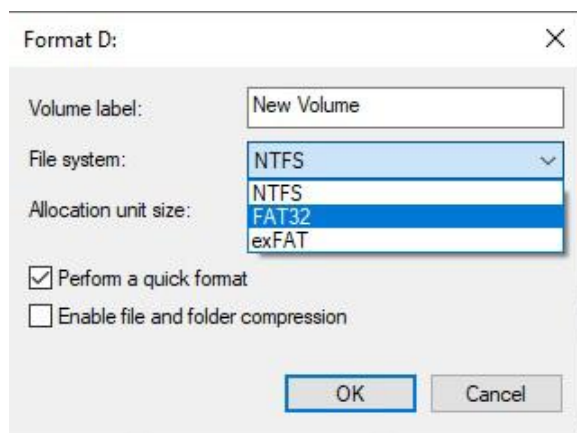 Format D:
Volume label:
New Volume
File system:
NTFS
NTFS
FAT32
exFAT
Allocation unit size:
Perform a quick format
Enable file and folder compression
OK
Cancel